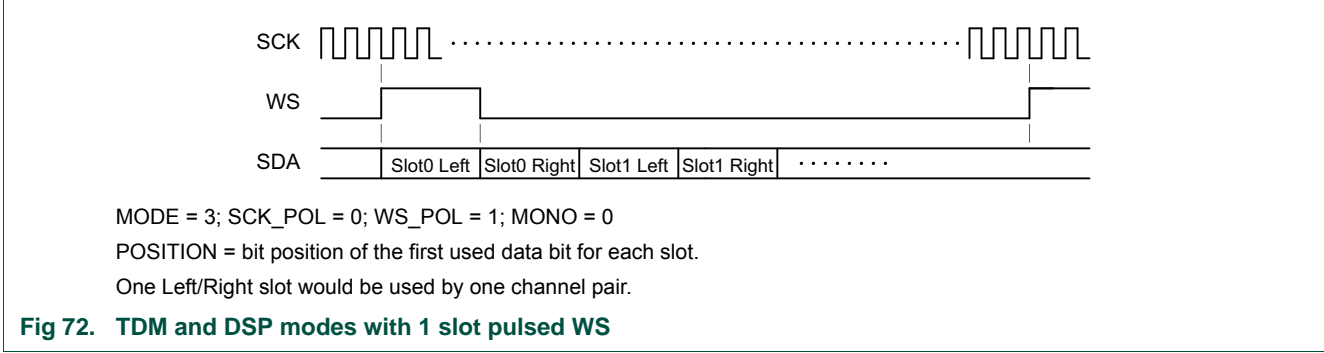 SCK
WS
SDA Slot0 Left Slot0 Right Slot1 Left Slot1 Right
MODE = 3; SCK_POL = 0; WS_POL = 1; MONO = 0
POSITION = bit position of the first used data bit for each slot.
One Left/Right slot would be used by one channel pair.
Fig 72. TDM and DSP modes with 1 slot pulsed WS